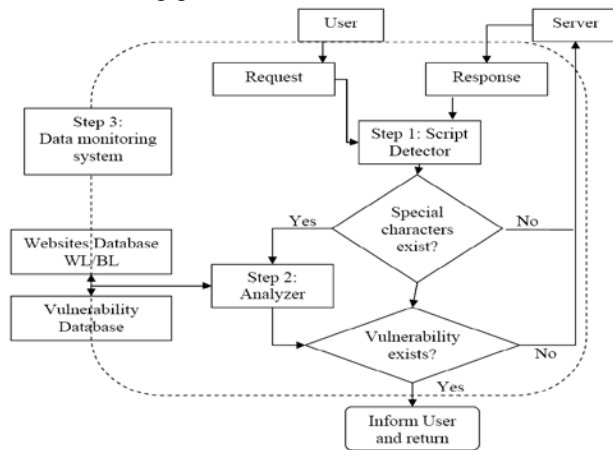 User
Server
Request
Response
Step 3:
Data monitoring
system
Step 1: Script
Detector
Yes
Special
characters
exist?
No
Websites Database
WL/BL
Step 2:
Analyzer
Vulnerability
Database
Vulnerability
exists?
No
Yes
Inform User
and return